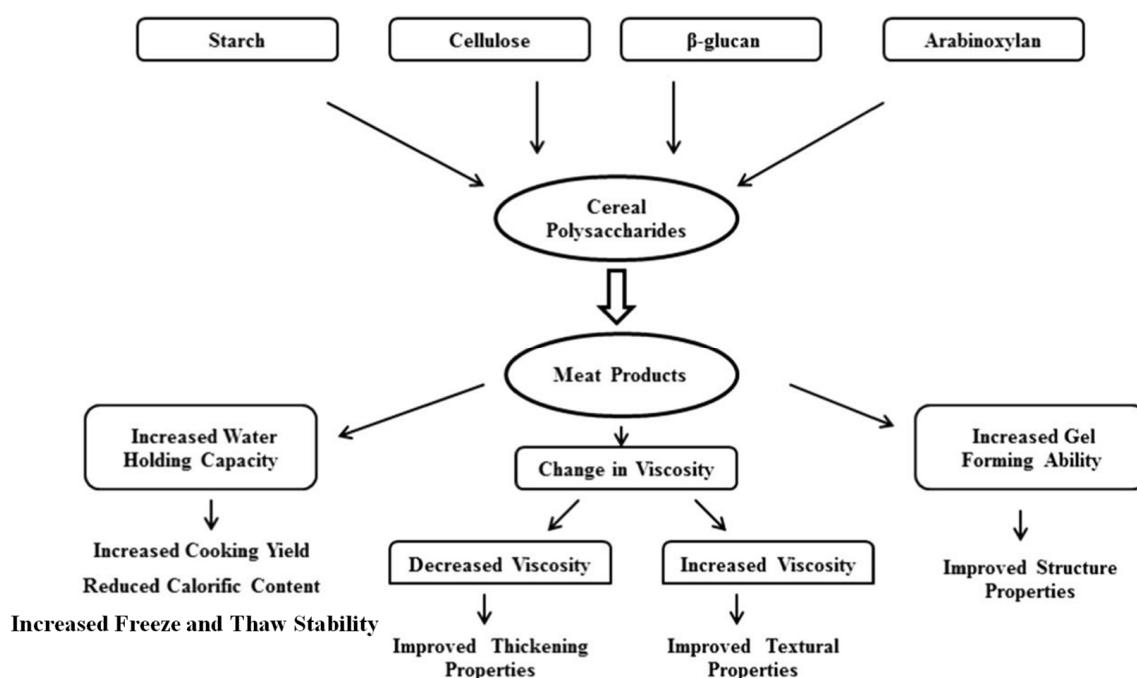 Starch
Cellulose
β-glucan
Arabinoxylan
Cereal
Polysaccharides
Meat Products
Increased Water
Holding Capacity
Change in Viscosity
Increased Gel
Forming Ability
Increased Cooking Yield
Reduced Calorific Content
Increased Freeze and Thaw Stability
Decreased Viscosity
Increased Viscosity
Improved Structure
Properties
Improved Thickening
Properties
Improved Textural
Properties